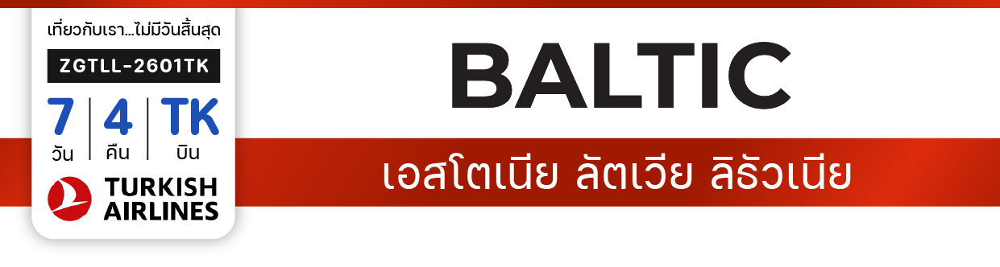 เที่ยวกับเรา...ไม่มีวันสิ้นสุด
ZGTLL-2601TK
7 วัน
4 คืน
TK บิน
TURKISH
AIRLINES
BALTIC
เอสโตเนีย ลัตเวีย ลิธัวเนีย